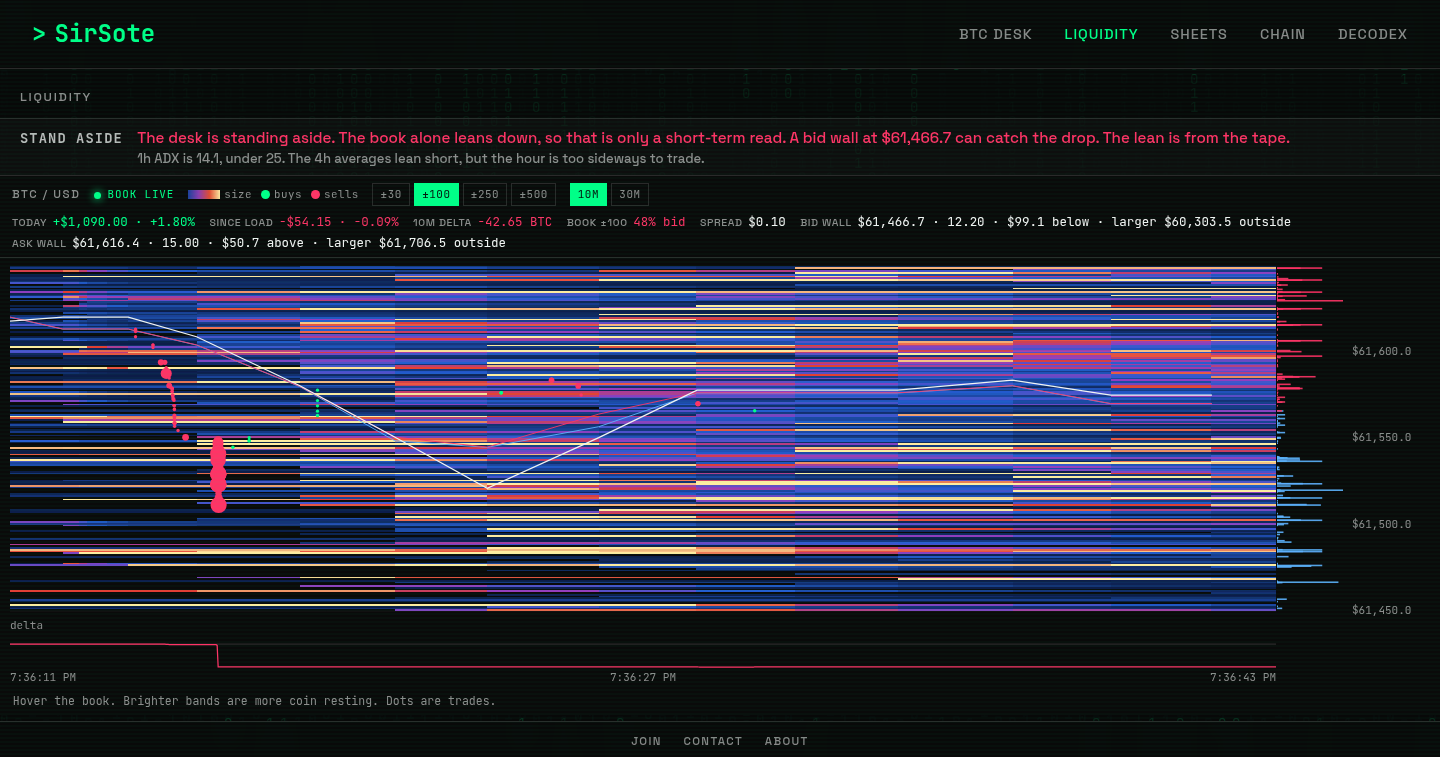 > SirSote
BTC DESK LIQUIDITY SHEETS CHAIN DECODEX
LIQUIDITY
STAND ASIDE The desk is standing aside. The book alone leans down, so that is only a short-term read. A bid wall at $61,466.7 can catch the drop. The lean is from the tape.
1h ADX is 14.1, under 25. The 4h averages lean short, but the hour is too sideways to trade.
BTC / USD BOOK LIVE size buys sells ±30 ±100 ±250 ±500 10M 30M
TODAY +$1,090.00 · +1.80% SINCE LOAD -$54.15 · -0.09% 10M DELTA -42.65 BTC BOOK ±100 48% bid SPREAD $0.10 BID WALL $61,466.7 · 12.20 · $99.1 below · larger $60,303.5 outside
ASK WALL $61,616.4 · 15.00 · $50.7 above · larger $61,706.5 outside
$61,600.0
$61,550.0
$61,500.0
$61,450.0
delta
7:36:11 PM 7:36:27 PM 7:36:43 PM
Hover the book. Brighter bands are more coin resting. Dots are trades.
JOIN CONTACT ABOUT